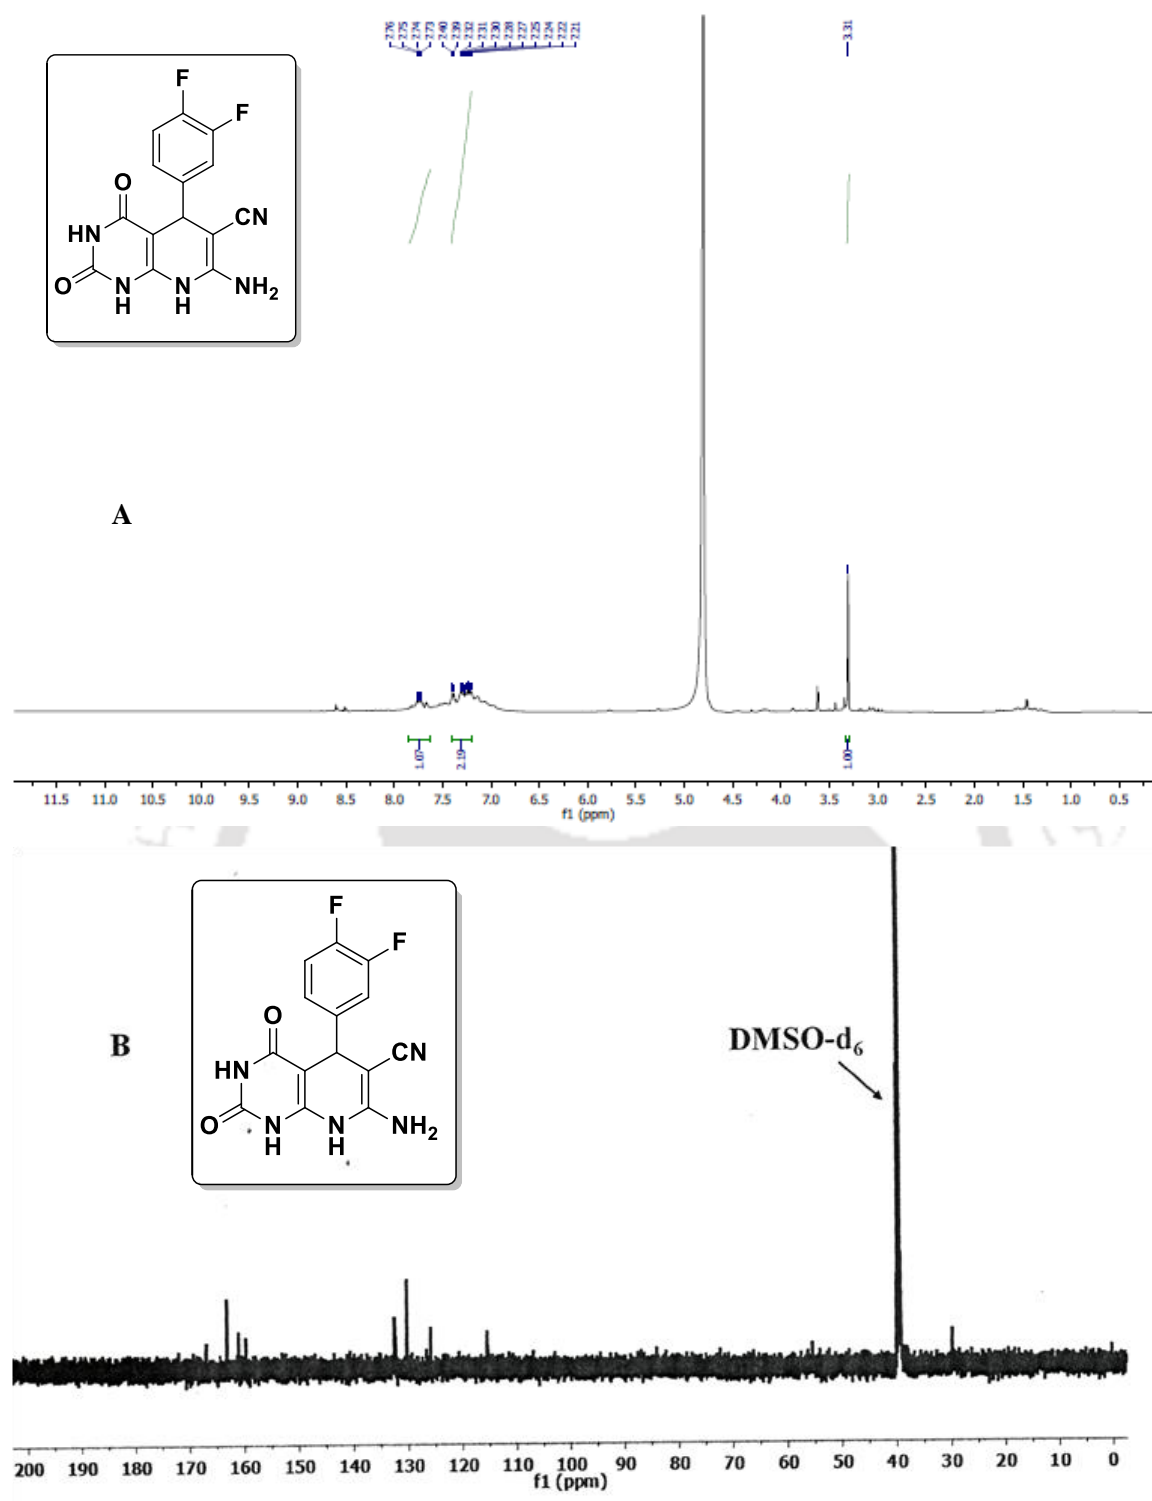 7.76 7.75 7.74 7.73 7.40 7.39 7.32 7.31 7.30 7.28 7.27 7.25 7.24 7.22 7.21
3.31
F
F
O
CN
HN
O
N
H
N
H
NH2
A
1.07
2.19
1.00
11.5 11.0 10.5 10.0 9.5 9.0 8.5 8.0 7.5 7.0 6.5 6.0 5.5 5.0 4.5 4.0 3.5 3.0 2.5 2.0 1.5 1.0 0.5
f1 (ppm)
F
F
O
CN
HN
O
N
H
N
H
NH2
B
DMSO-d6
200 190 180 170 160 150 140 130 120 110 100 90 80 70 60 50 40 30 20 10 0
f1 (ppm)